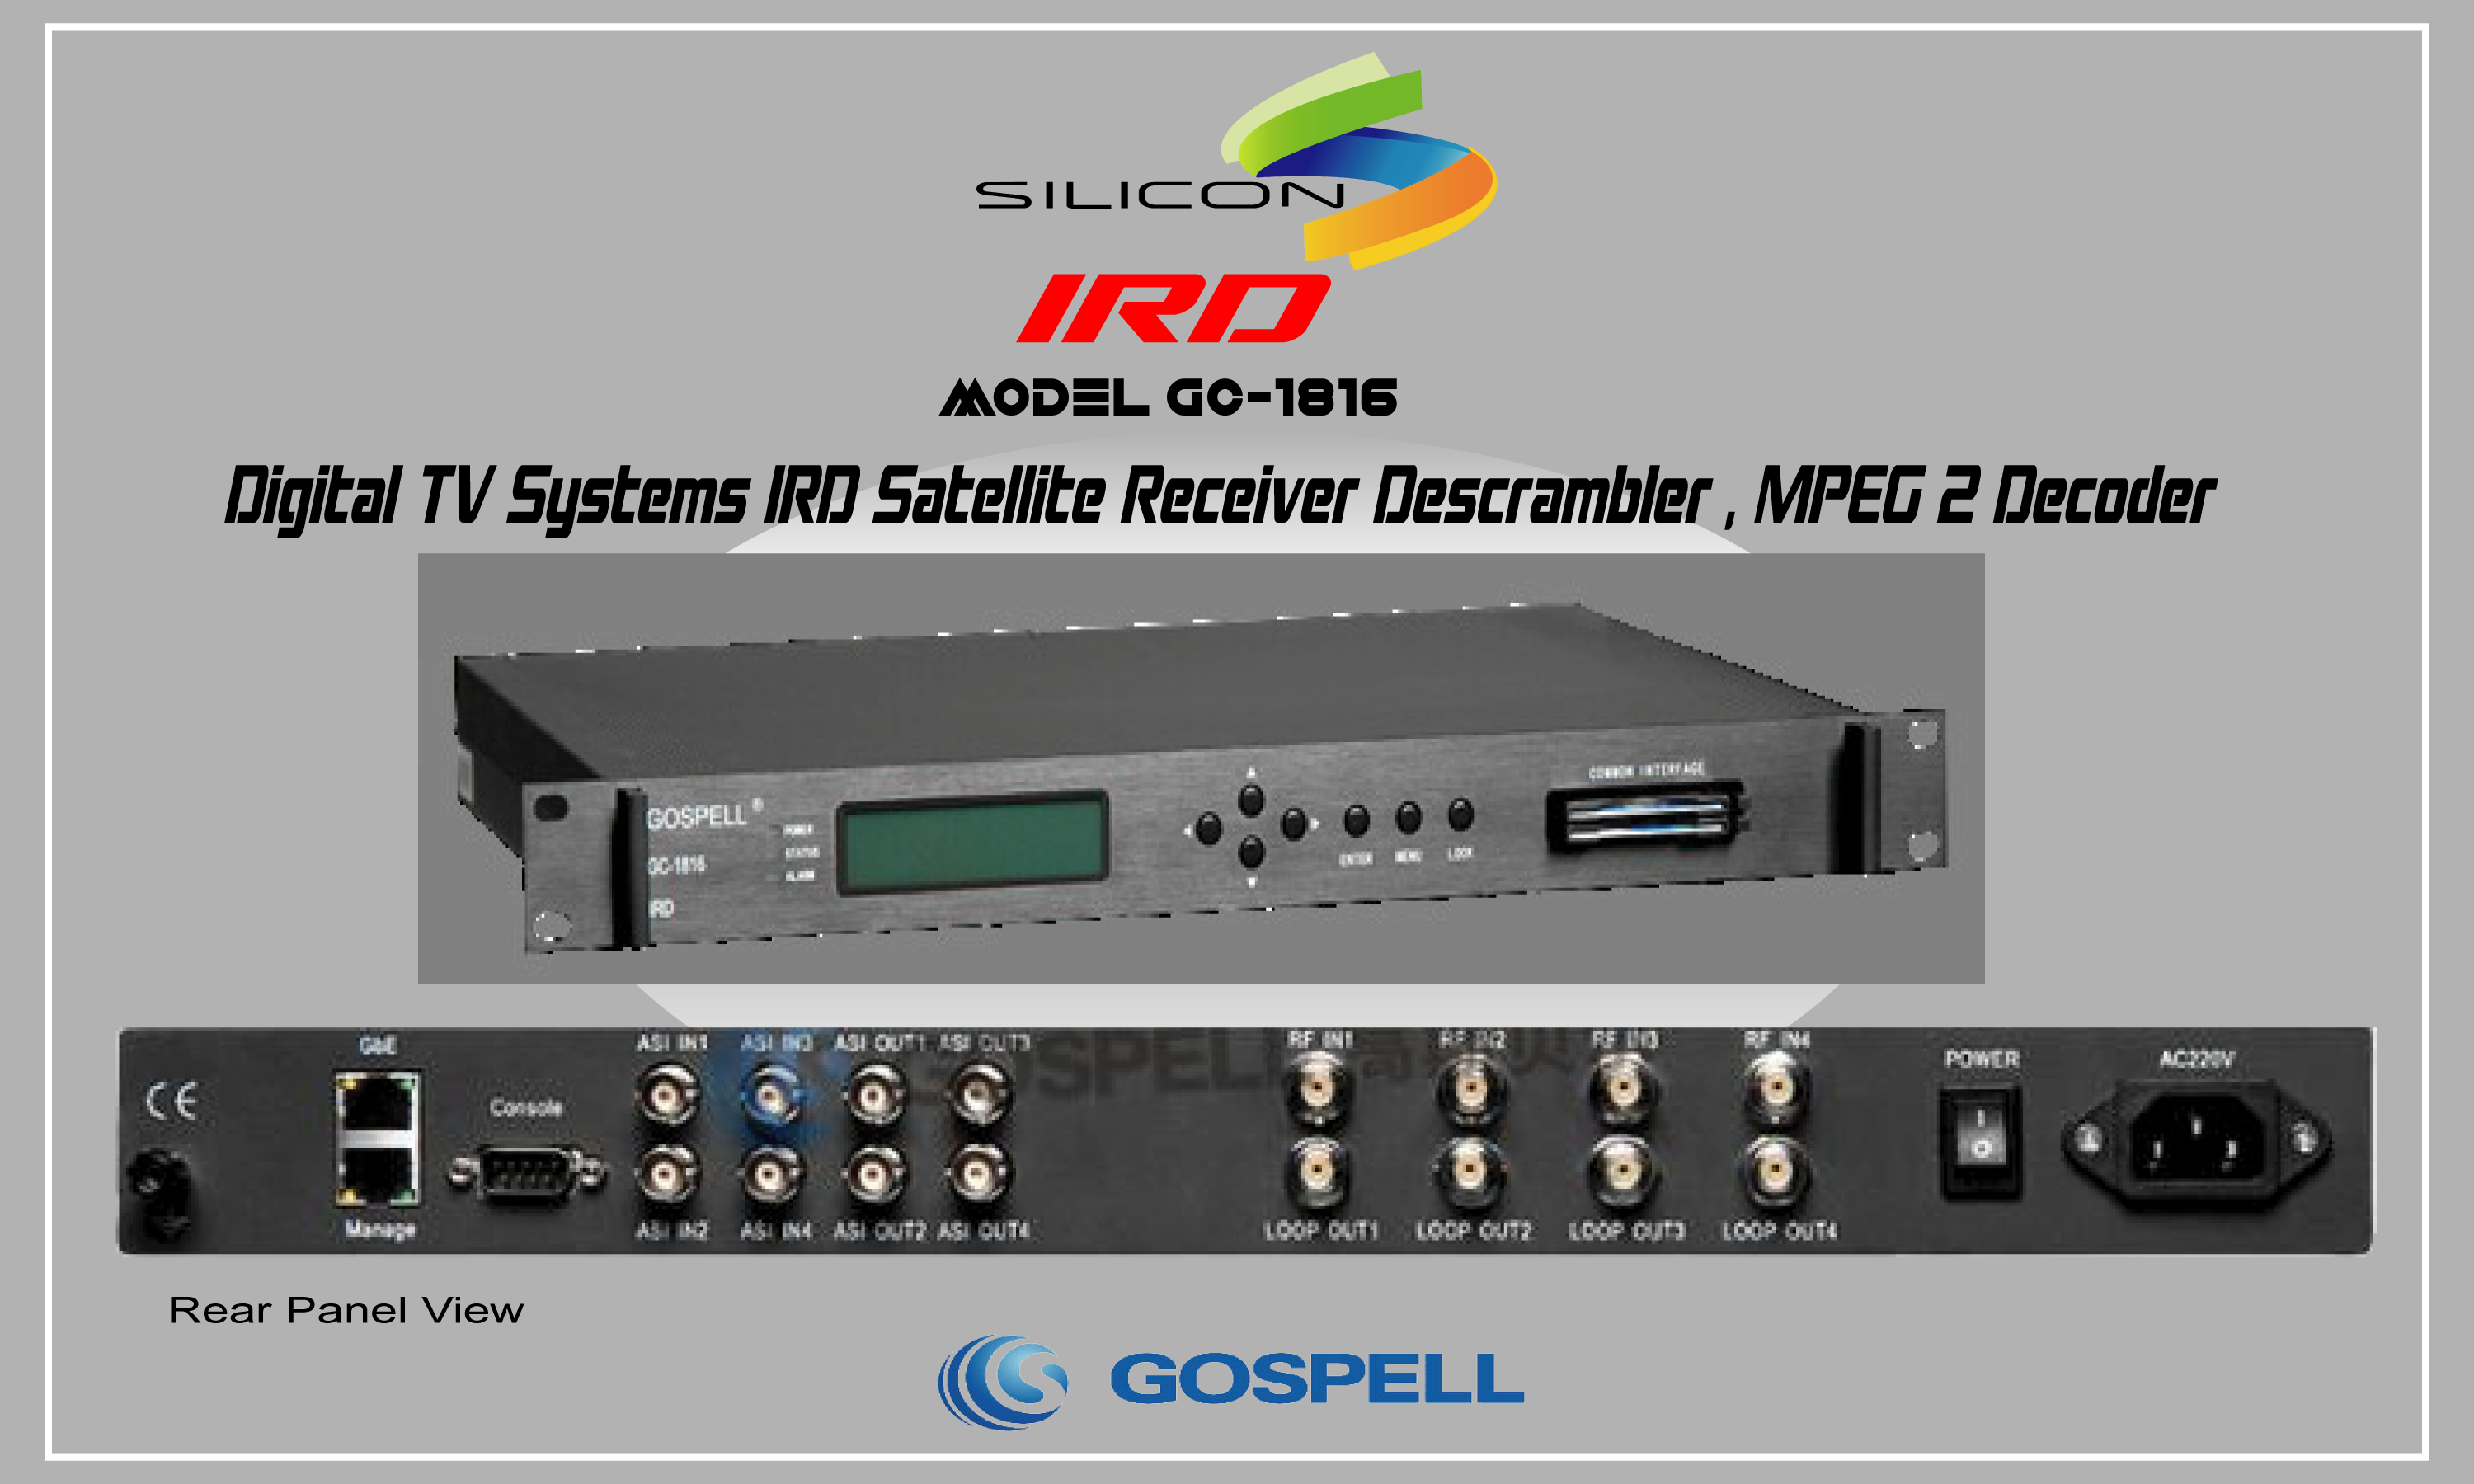 SILICON
IRD
MODEL GC-1816
Digital TV Systems IRD Satellite Receiver Descrambler , MPEG 2 Decoder
COMMON INTERFACE
GOSPELL®
POWER
STATUS
GC-1816
ALARM
ENTER MENU LOCK
IRD
GbE
ASI IN1 ASI IN3 ASI OUT1 ASI OUT3
RF IN1 RF IN2 RF IN3 RF IN4
POWER
AC220V
GOSPELL
CE
Console
Manage
ASI IN2 ASI IN4 ASI OUT2 ASI OUT4
LOOP OUT1 LOOP OUT2 LOOP OUT3 LOOP OUT4
Rear Panel View
GOSPELL